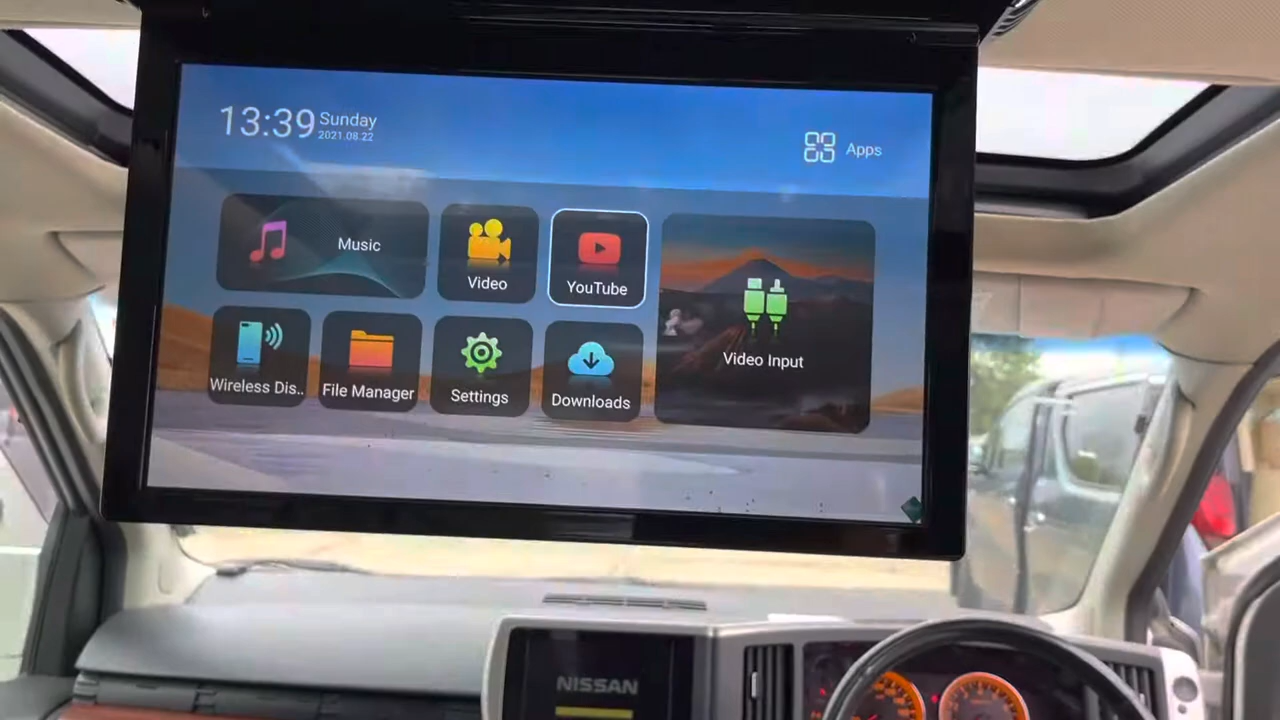 13:39 Sunday
2021.08.22
Apps
Music
Video
YouTube
Video Input
Wireless Dis..
File Manager
Settings
Downloads
NISSAN